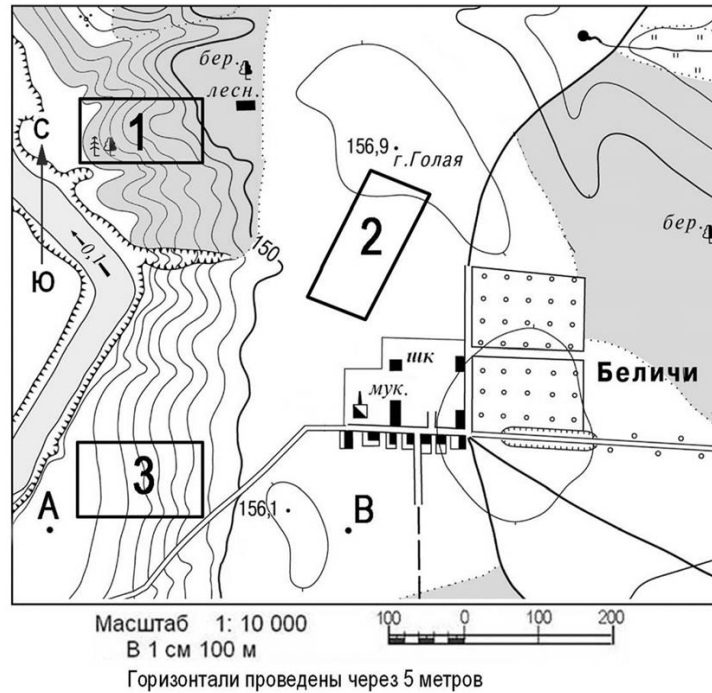 бер.
лесн.
С
1
156,9
г.Голая
2
бер.
0,1
150
Ю
шк
Беличи
мук.
3
156,1
А
В
Масштаб 1: 10 000
В 1 см 100 м
100 0 100 200
Горизонтали проведены через 5 метров